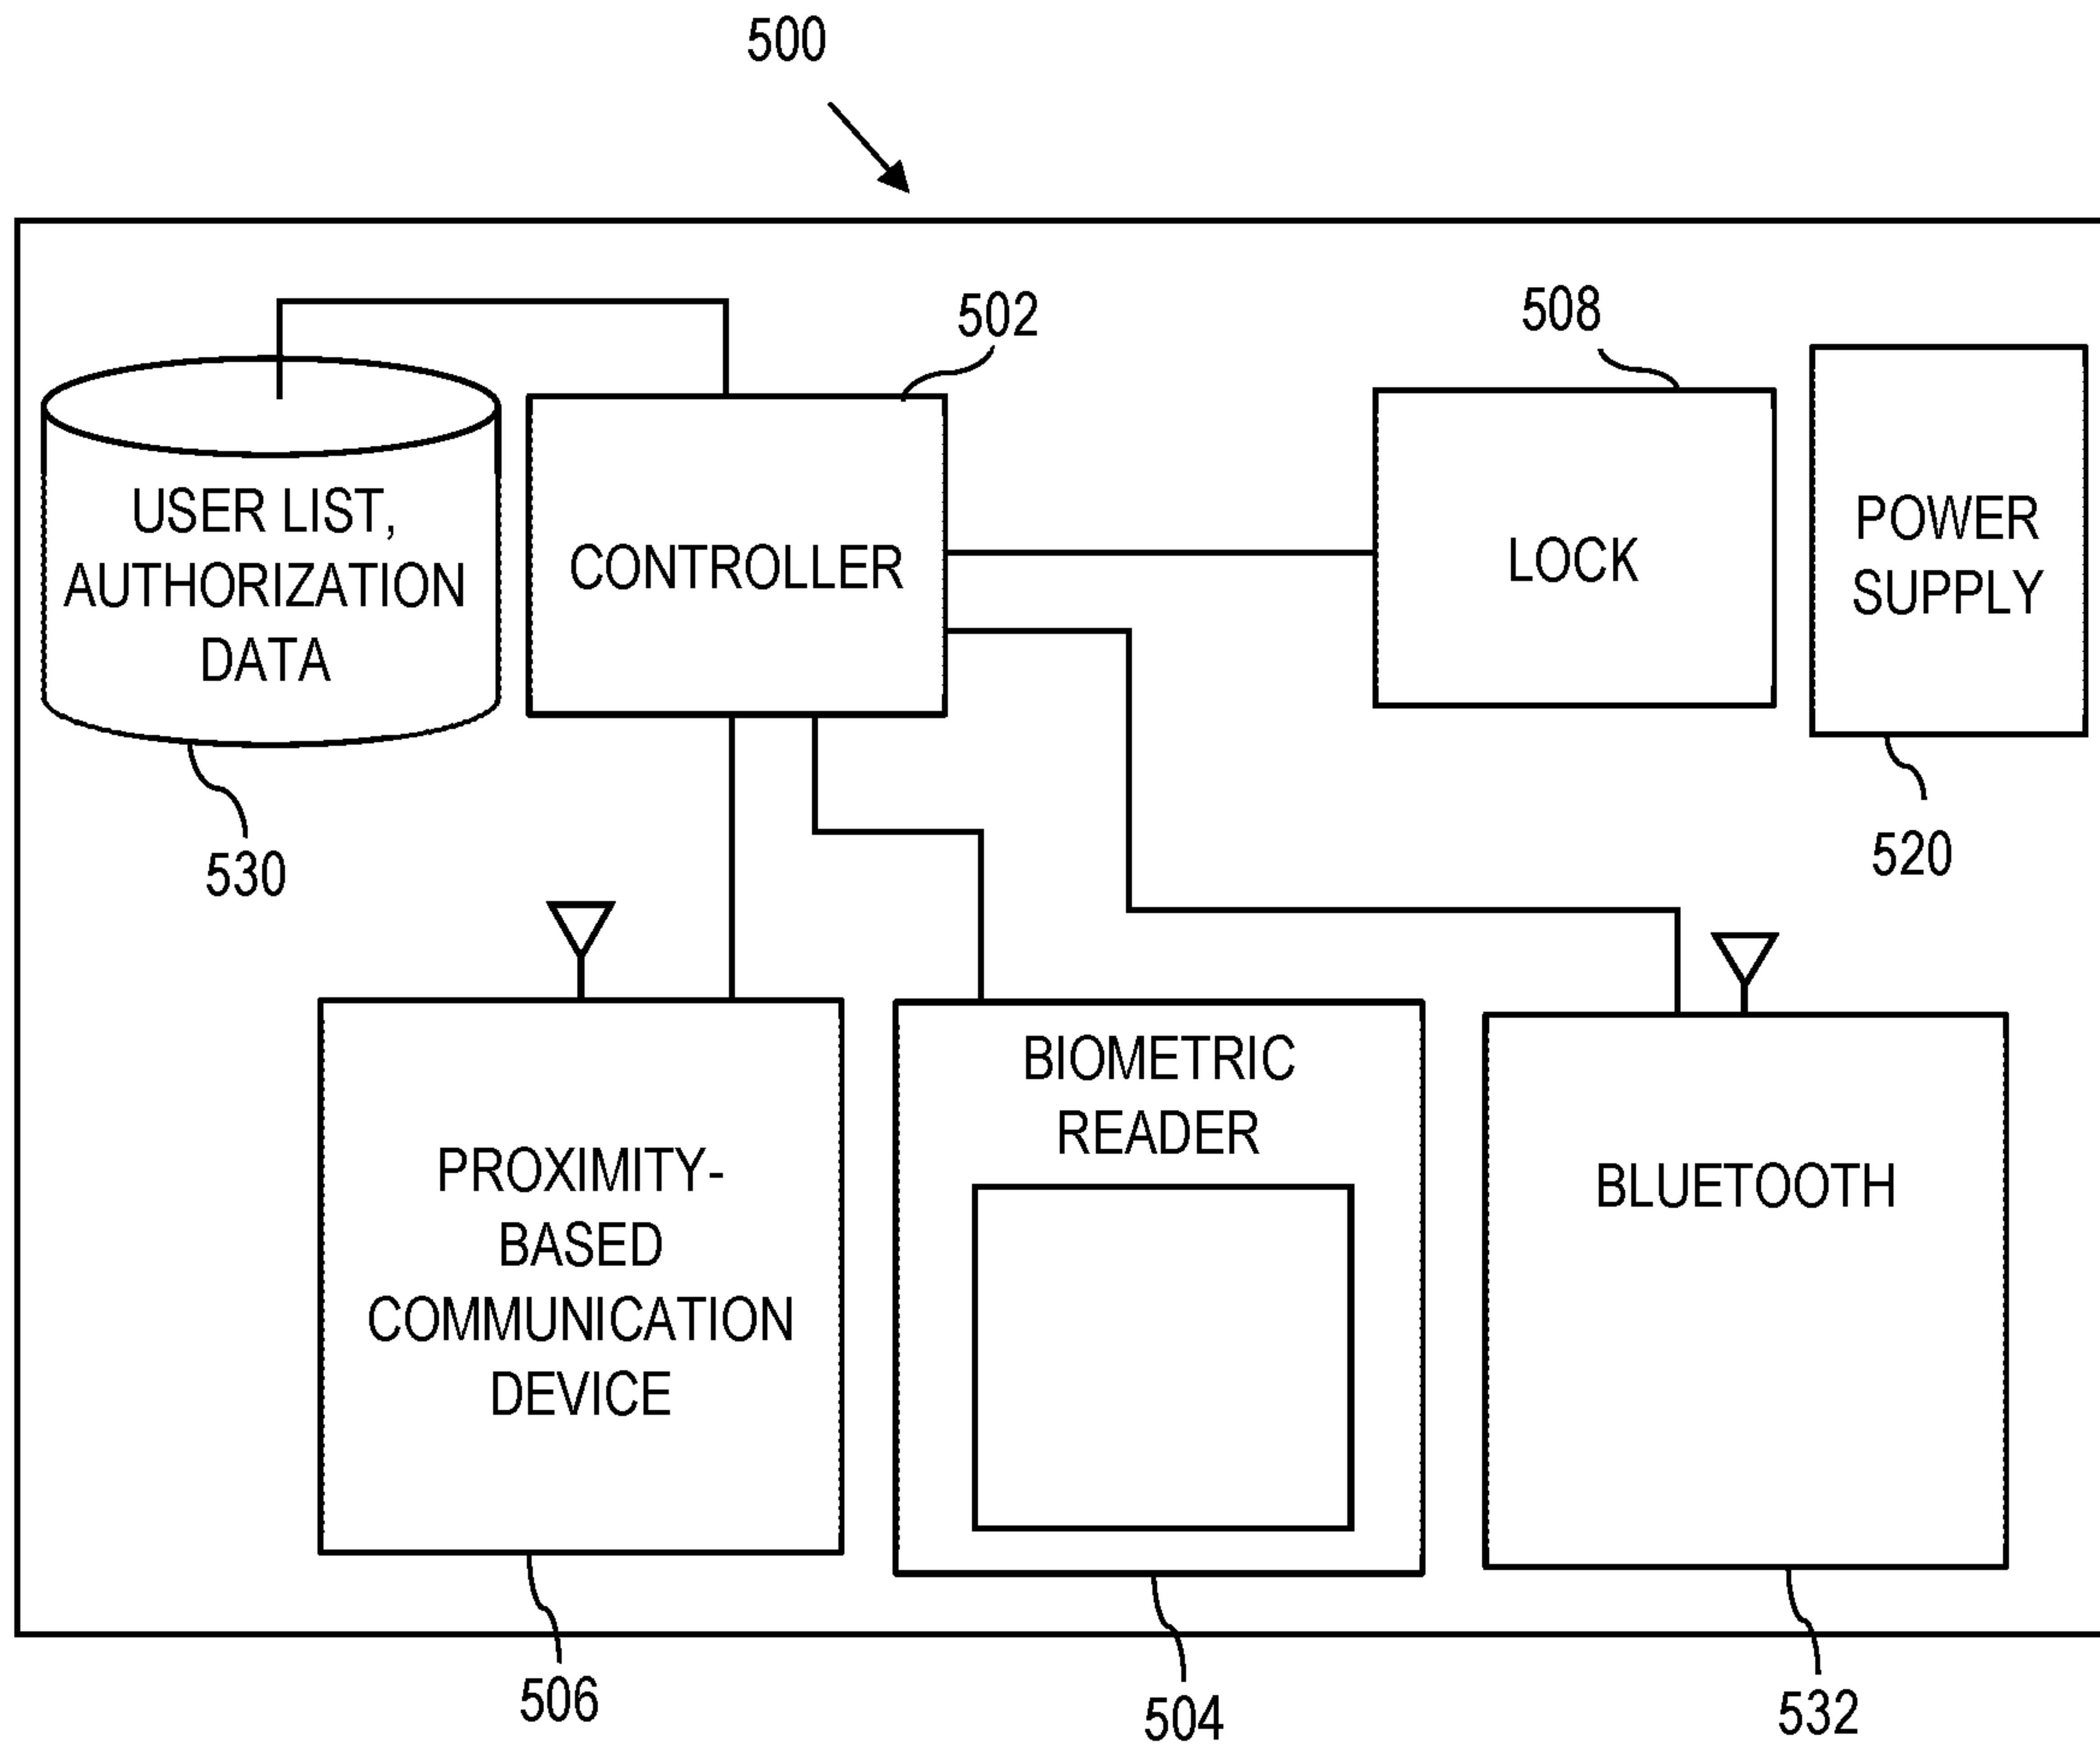 500
502
508
USER LIST,
AUTHORIZATION
DATA
CONTROLLER
LOCK
POWER
SUPPLY
530
520
PROXIMITY-
BASED
COMMUNICATION
DEVICE
BIOMETRIC
READER
BLUETOOTH
506
504
532